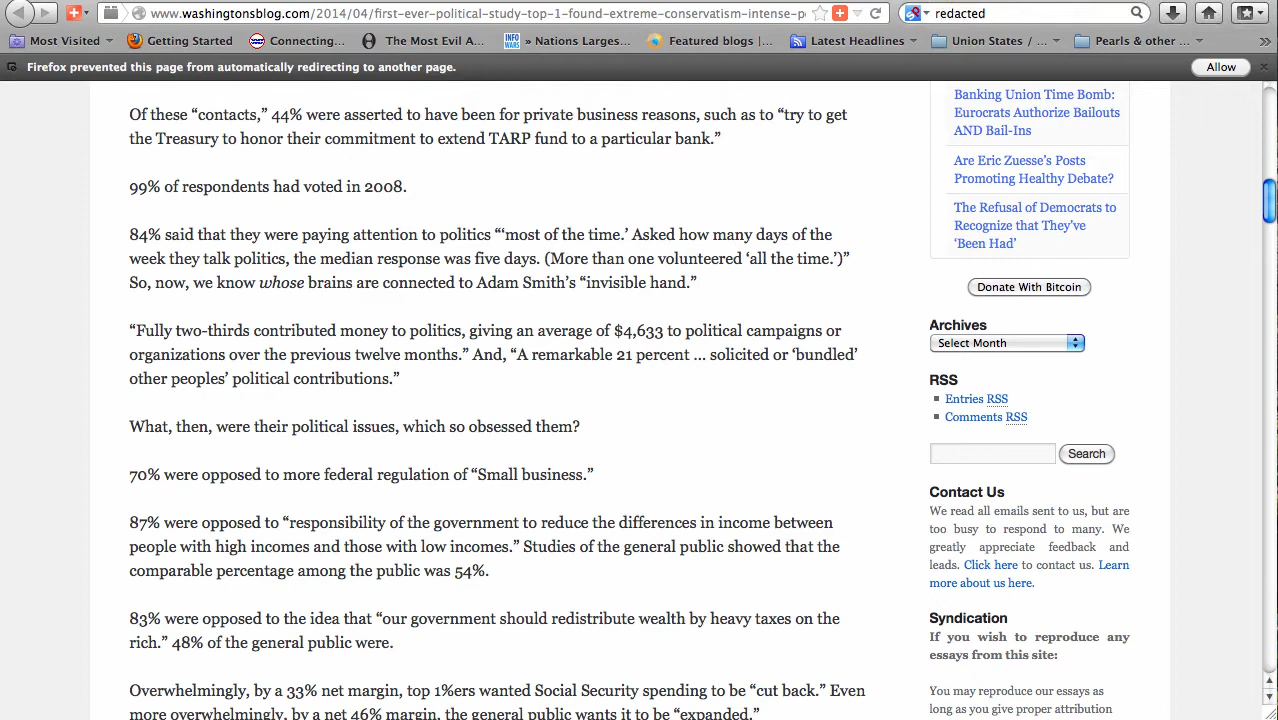 www.washingtonsblog.com/2014/04/first-ever-political-study-top-1-found-extreme-conservatism-intense-p
redacted
Most Visited
Getting Started
Connecting...
The Most Evil A...
INFO WARS
» Nations Larges...
Featured blogs |...
Latest Headlines
Union States / ...
Pearls & other ...
»
Firefox prevented this page from automatically redirecting to another page.
Allow
Of these “contacts,” 44% were asserted to have been for private business reasons, such as to “try to get
the Treasury to honor their commitment to extend TARP fund to a particular bank.”
99% of respondents had voted in 2008.
84% said that they were paying attention to politics “‘most of the time.’ Asked how many days of the
week they talk politics, the median response was five days. (More than one volunteered ‘all the time.’)”
So, now, we know whose brains are connected to Adam Smith’s “invisible hand.”
“Fully two-thirds contributed money to politics, giving an average of $4,633 to political campaigns or
organizations over the previous twelve months.” And, “A remarkable 21 percent … solicited or ‘bundled’
other peoples’ political contributions.”
What, then, were their political issues, which so obsessed them?
70% were opposed to more federal regulation of “Small business.”
87% were opposed to “responsibility of the government to reduce the differences in income between
people with high incomes and those with low incomes.” Studies of the general public showed that the
comparable percentage among the public was 54%.
83% were opposed to the idea that “our government should redistribute wealth by heavy taxes on the
rich.” 48% of the general public were.
Overwhelmingly, by a 33% net margin, top 1%ers wanted Social Security spending to be “cut back.” Even
more overwhelmingly, by a net 46% margin, the general public wants it to be “expanded.”
Banking Union Time Bomb:
Eurocrats Authorize Bailouts
AND Bail-Ins
Are Eric Zuesse’s Posts
Promoting Healthy Debate?
The Refusal of Democrats to
Recognize that They’ve
‘Been Had’
Donate With Bitcoin
Archives
Select Month
RSS
Entries RSS
Comments RSS
Search
Contact Us
We read all emails sent to us, but are
too busy to respond to many. We
greatly appreciate feedback and
leads. Click here to contact us. Learn
more about us here.
Syndication
If you wish to reproduce any
essays from this site:
You may reproduce our essays as
long as you give proper attribution